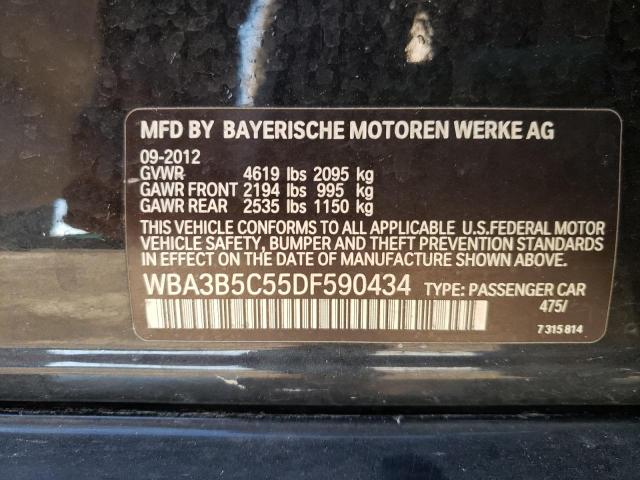 MFD BY BAYERISCHE MOTOREN WERKE AG
09-2012
GVWR 4619 lbs 2095 kg
GAWR FRONT 2194 lbs 995 kg
GAWR REAR 2535 lbs 1150 kg
THIS VEHICLE CONFORMS TO ALL APPLICABLE U.S.FEDERAL MOTOR
VEHICLE SAFETY, BUMPER AND THEFT PREVENTION STANDARDS
IN EFFECT ON THE DATE OF MANUFACTURE SHOWN ABOVE.
WBA3B5C55DF590434 TYPE: PASSENGER CAR
475/
7 315 814